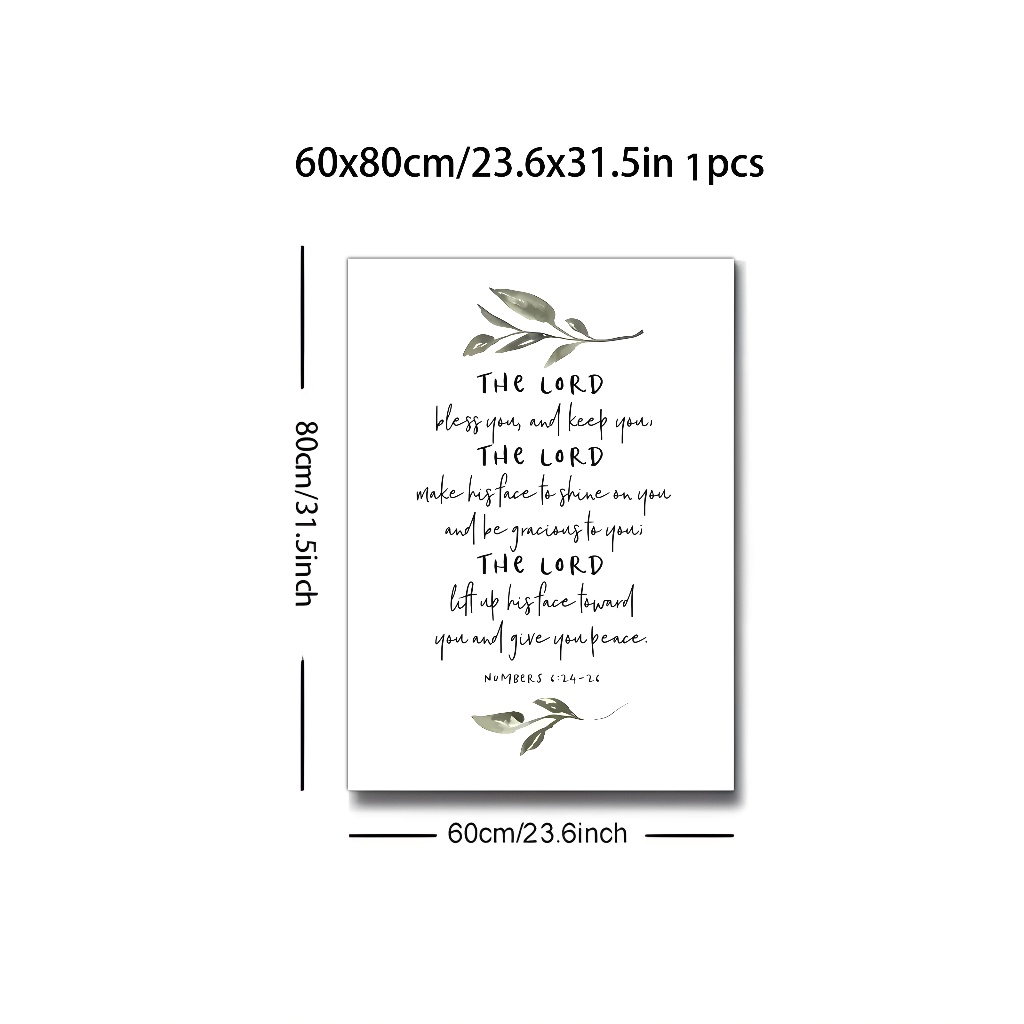 60x80cm/23.6x31.5in 1pcs
80cm/31.5inch
THE LORD
bless you, and keep you,
THE LORD
make his face to shine on you
and be gracious to you;
THE LORD
lift up his face toward
you and give you peace.
NUMBERS 6:24-26
60cm/23.6inch